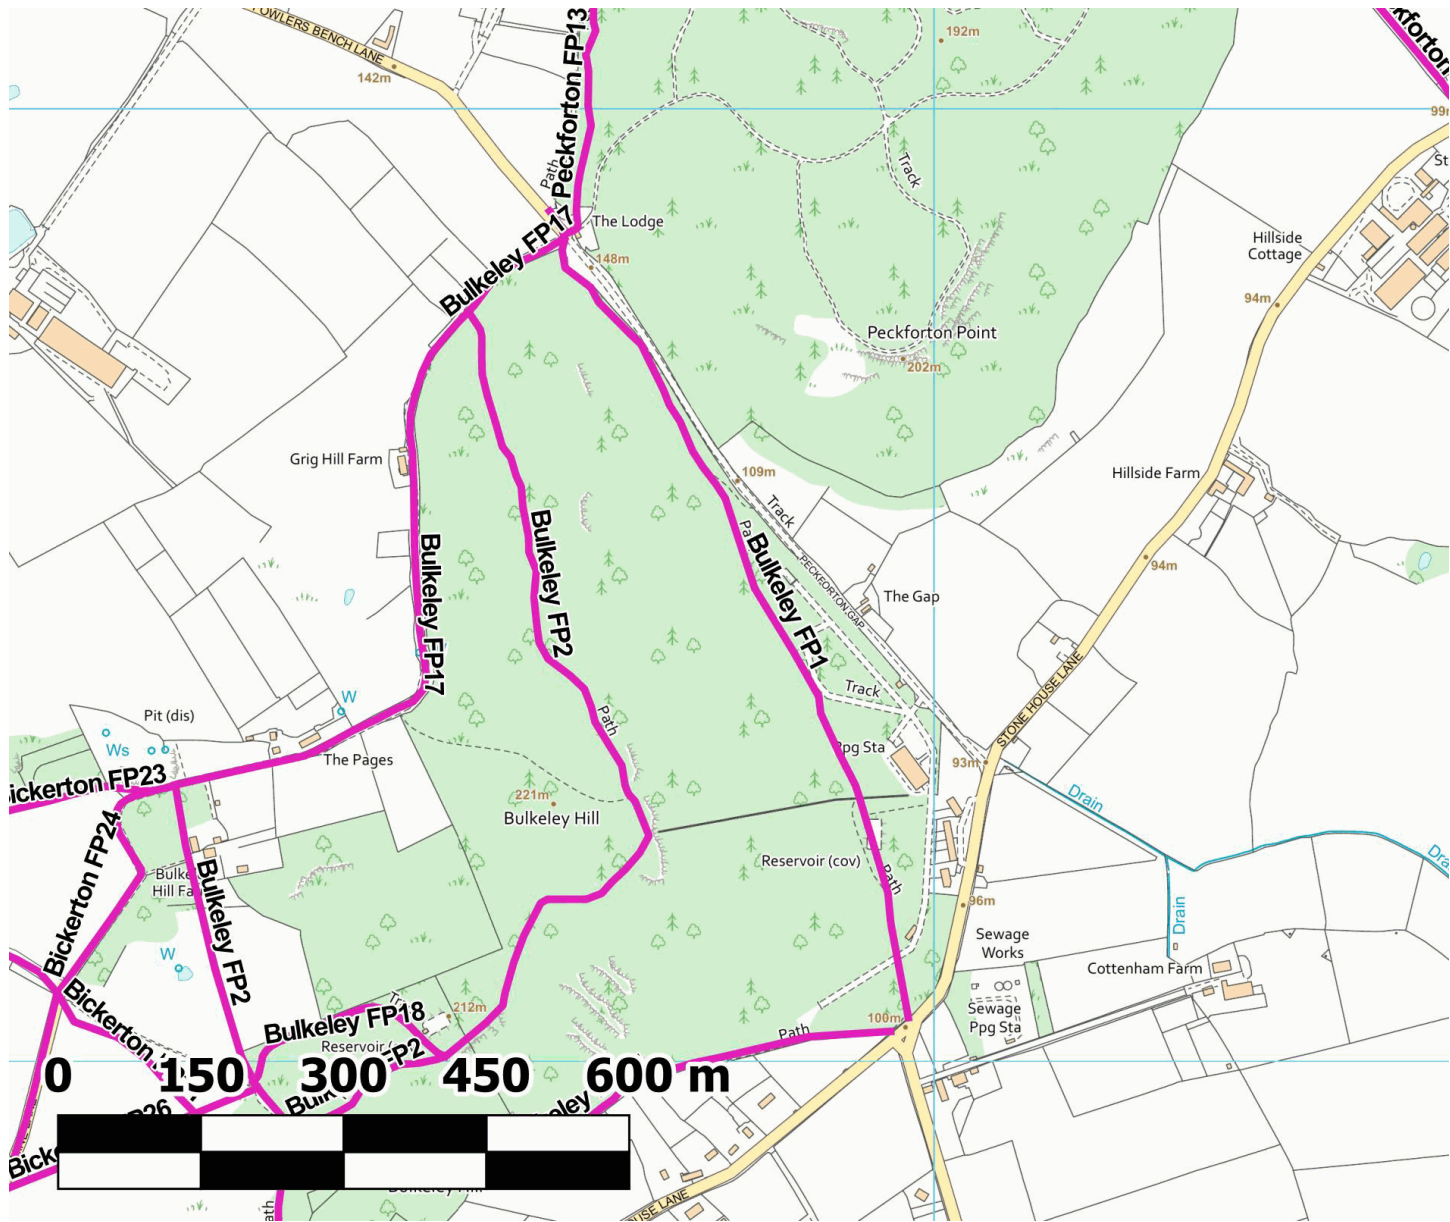 FOWLERS BENCH LANE
142m
Peckforton FP13
192m
99m
Path
Track
Bulkeley FP17
The Lodge
148m
Hillside
Cottage
94m
Peckforton Point
202m
Grig Hill Farm
109m
Track
Hillside Farm
Bulkeley FP17
Bulkeley FP2
Bulkeley FP1
PECKFORTON GAP
94m
The Gap
STONE HOUSE LANE
Track
W
Pit (dis)
Ws
Path
Ppg Sta
93m
The Pages
Bickerton FP23
Drain
221m
Bulkeley Hill
Bickerton FP24
Reservoir (cov)
Path
Bulkeley FP2
96m
Drain
Sewage
Works
W
Cottenham Farm
Bickerton
Bulkeley FP18
212m
Sewage
Ppg Sta
100m
Path
Reservoir
FP2
0 150 300 450 600 m
FP26